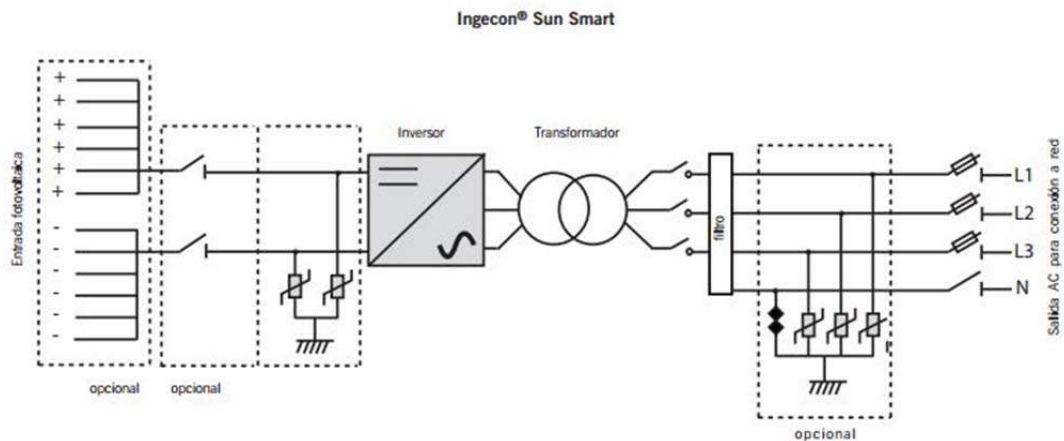 Ingecon® Sun Smart
Entrada fotovoltaica
+
+
+
+
+
+
-
-
-
-
-
-
opcional
opcional
Inversor
Transformador
filtro
L1
L2
L3
N
Salida AC para conexión a red
opcional